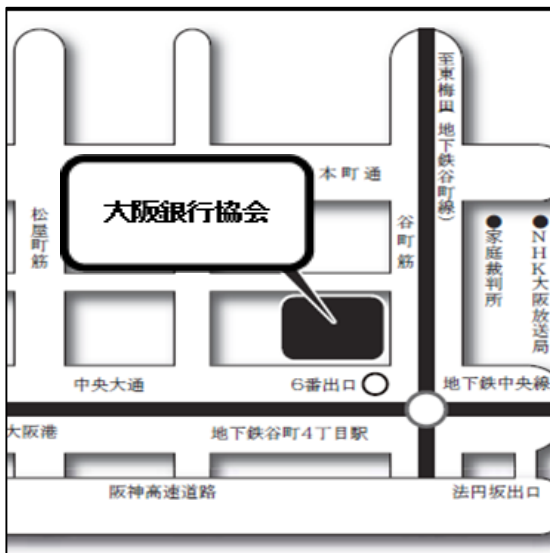 至東梅田(地下鉄谷町線)
本町通
大阪銀行協会
松屋町筋
谷町筋
●家庭裁判所
●NHK大阪放送局
中央大通
6番出口
地下鉄中央線
大阪港
地下鉄谷町4丁目駅
阪神高速道路
法円坂出口